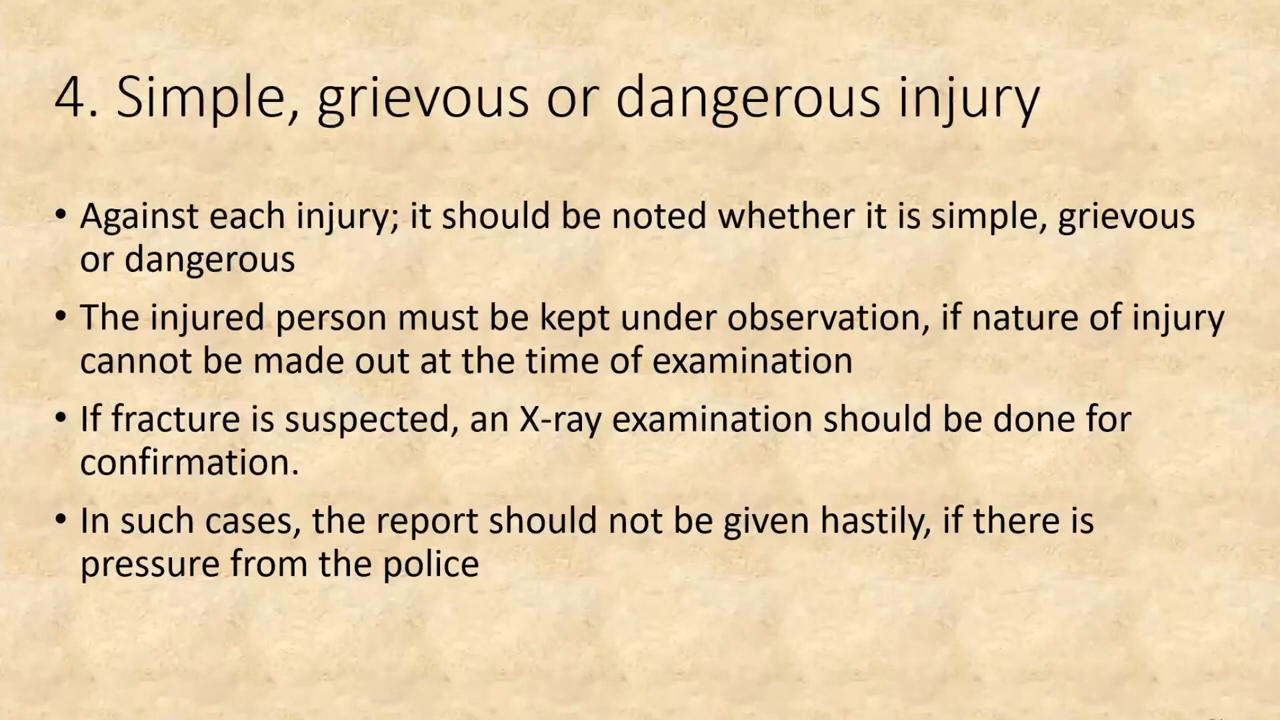 4. Simple, grievous or dangerous injury
• Against each injury; it should be noted whether it is simple, grievous
or dangerous
• The injured person must be kept under observation, if nature of injury
cannot be made out at the time of examination
• If fracture is suspected, an X-ray examination should be done for
confirmation.
• In such cases, the report should not be given hastily, if there is
pressure from the police